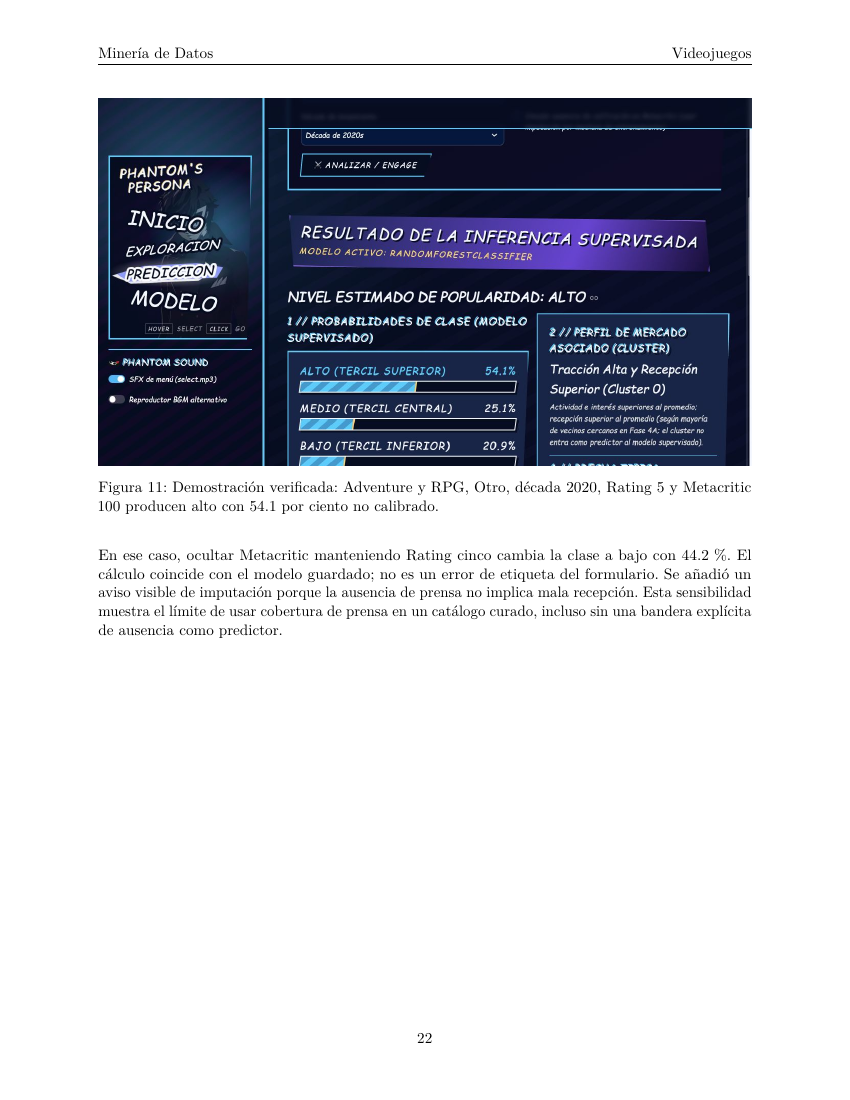 Minería de Datos
Videojuegos
Década de 2020s
ANALIZAR / ENGAGE
PHANTOM'S
PERSONA
INICIO
EXPLORACION
PREDICCION
MODELO
HOVER SELECT CLICK GO
PHANTOM SOUND
SFX de menú (select.mp3)
Reproductor BGM alternativo
RESULTADO DE LA INFERENCIA SUPERVISADA
MODELO ACTIVO: RANDOMFORESTCLASSIFIER
NIVEL ESTIMADO DE POPULARIDAD: ALTO
1 // PROBABILIDADES DE CLASE (MODELO
SUPERVISADO)
ALTO (TERCIL SUPERIOR) 54.1%
MEDIO (TERCIL CENTRAL) 25.1%
BAJO (TERCIL INFERIOR) 20.9%
2 // PERFIL DE MERCADO
ASOCIADO (CLUSTER)
Tracción Alta y Recepción
Superior (Cluster 0)
Actividad e interés superiores al promedio;
recepción superior al promedio (según mayoría
de vecinos cercanos en Fase 4A; el cluster no
entra como predictor al modelo supervisado).
Figura 11: Demostración verificada: Adventure y RPG, Otro, década 2020, Rating 5 y Metacritic
100 producen alto con 54.1 por ciento no calibrado.
En ese caso, ocultar Metacritic manteniendo Rating cinco cambia la clase a bajo con 44.2 %. El
cálculo coincide con el modelo guardado; no es un error de etiqueta del formulario. Se añadió un
aviso visible de imputación porque la ausencia de prensa no implica mala recepción. Esta sensibilidad
muestra el límite de usar cobertura de prensa en un catálogo curado, incluso sin una bandera explícita
de ausencia como predictor.
22